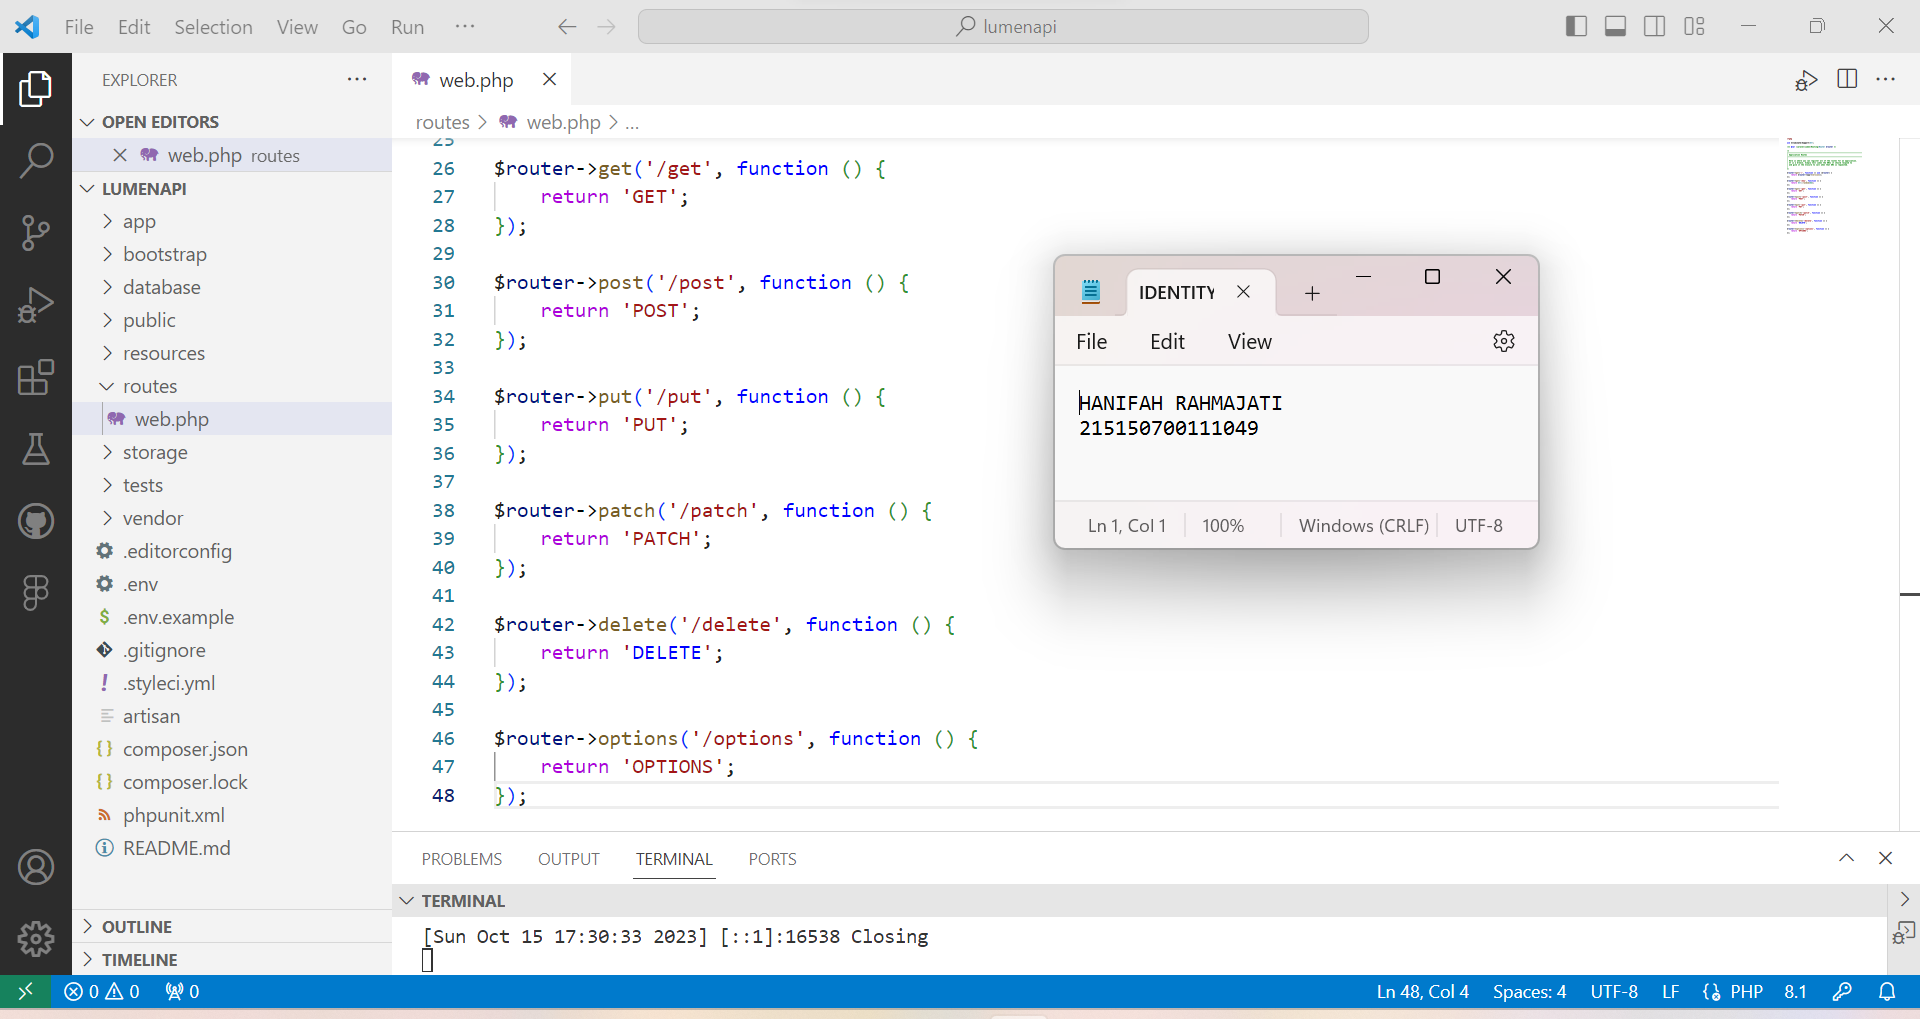 File Edit Selection View Go Run ···
lumenapi
EXPLORER ···
OPEN EDITORS
web.php routes
LUMENAPI
app
bootstrap
database
public
resources
routes
web.php
storage
tests
vendor
.editorconfig
.env
.env.example
.gitignore
.styleci.yml
artisan
composer.json
composer.lock
phpunit.xml
README.md
OUTLINE
TIMELINE
web.php
routes > web.php > ...
25
26 $router->get('/get', function () {
27     return 'GET';
28 });
29
30 $router->post('/post', function () {
31     return 'POST';
32 });
33
34 $router->put('/put', function () {
35     return 'PUT';
36 });
37
38 $router->patch('/patch', function () {
39     return 'PATCH';
40 });
41
42 $router->delete('/delete', function () {
43     return 'DELETE';
44 });
45
46 $router->options('/options', function () {
47     return 'OPTIONS';
48 });
IDENTITY
File Edit View
HANIFAH RAHMAJATI
215150700111049
Ln 1, Col 1 100% Windows (CRLF) UTF-8
PROBLEMS OUTPUT TERMINAL PORTS
TERMINAL
[Sun Oct 15 17:30:33 2023] [::1]:16538 Closing
0 0 0 Ln 48, Col 4 Spaces: 4 UTF-8 LF PHP 8.1